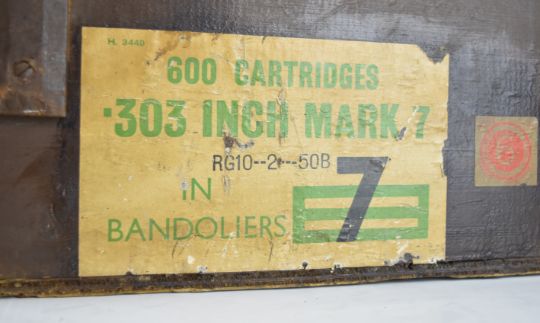 H. 3440
600 CARTRIDGES
.303 INCH MARK 7
RG10--2---50B
IN
BANDOLIERS
7